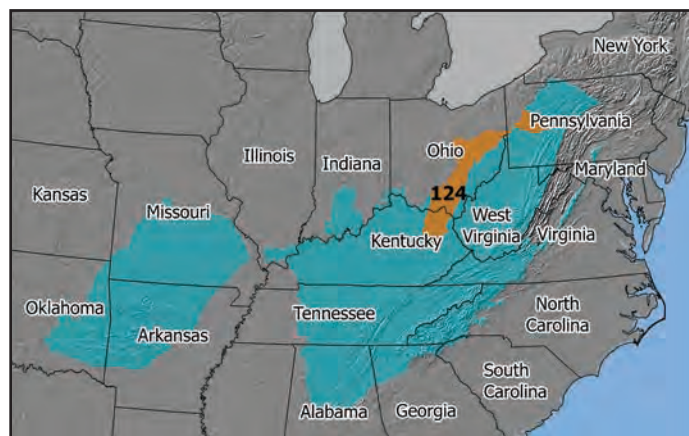 New York
Pennsylvania
Ohio
Illinois
Indiana
Maryland
Kansas
Missouri
124
West
Virginia
Virginia
Kentucky
Oklahoma
Tennessee
North
Carolina
Arkansas
South
Carolina
Alabama
Georgia